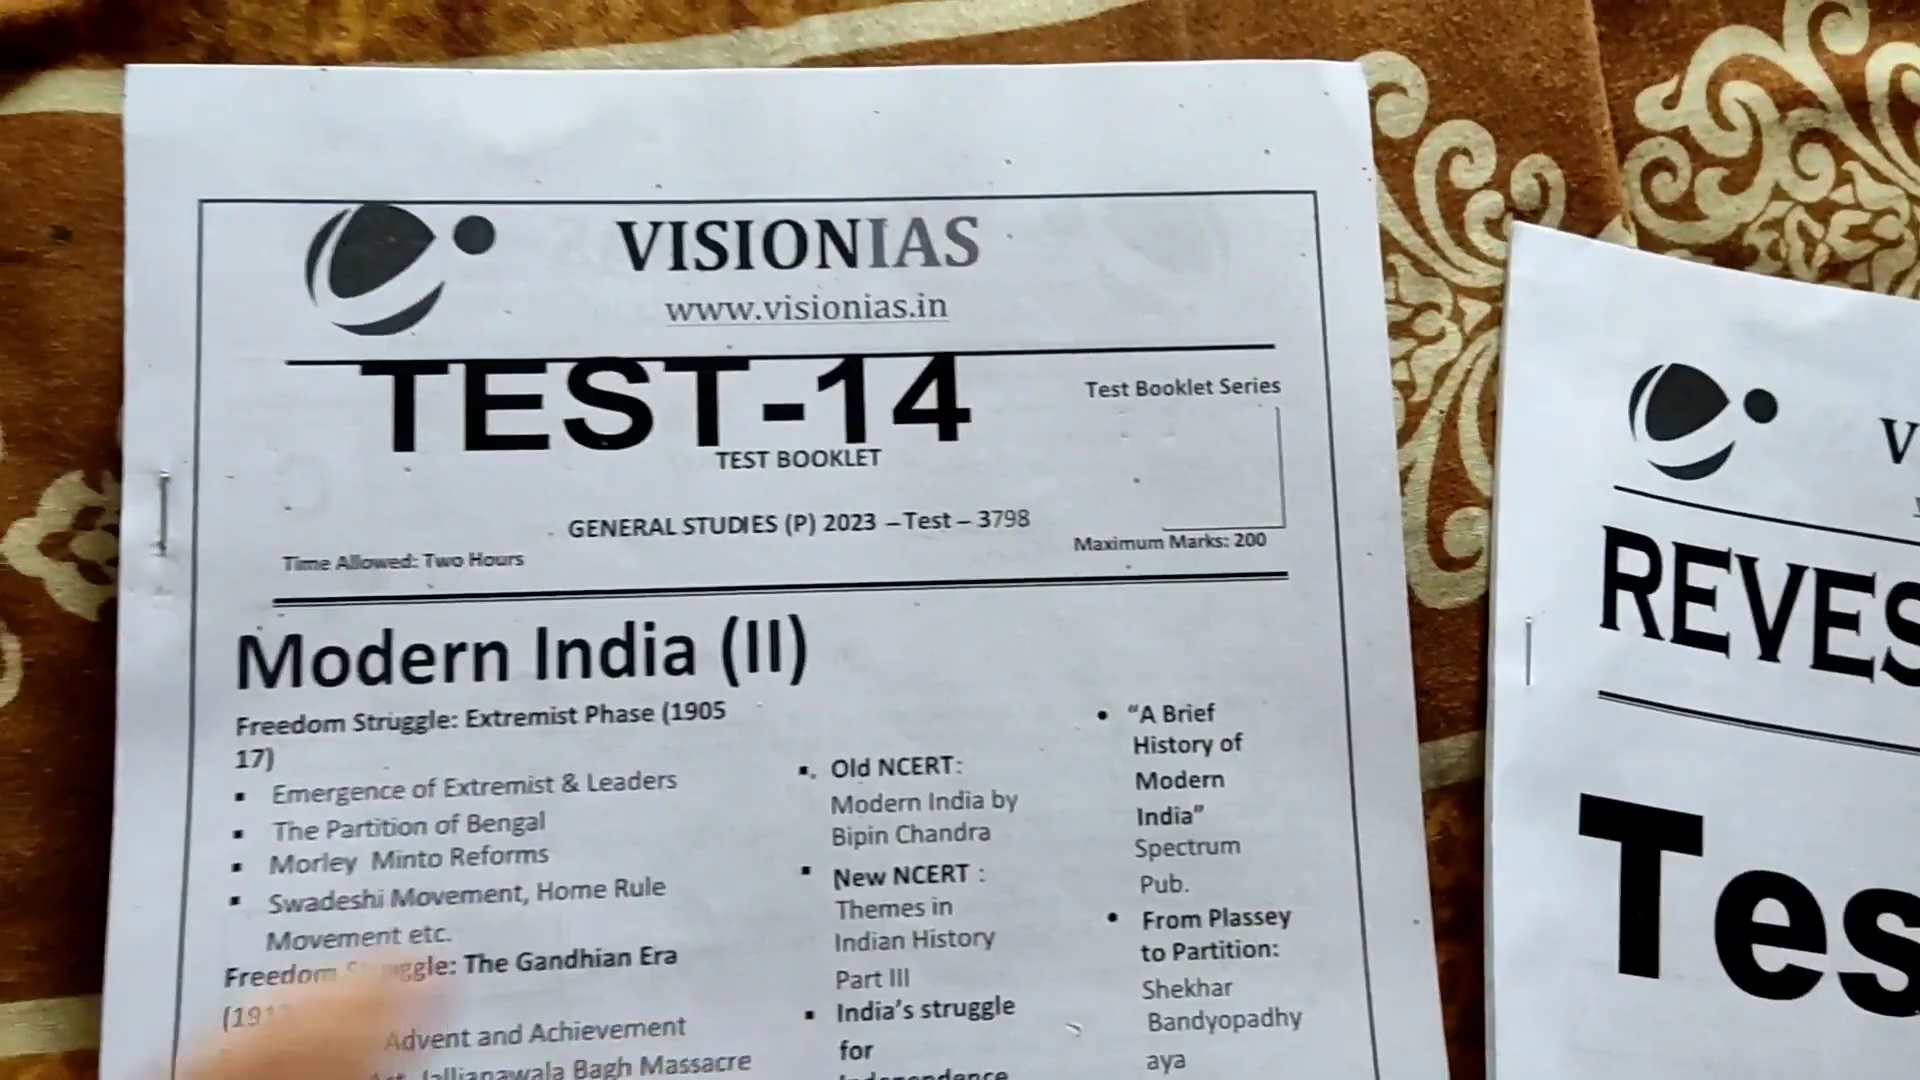 VISIONIAS
www.visionias.in
TEST-14
Test Booklet Series
TEST BOOKLET
GENERAL STUDIES (P) 2023 – Test – 3798
Time Allowed: Two Hours
Maximum Marks: 200
Modern India (II)
Freedom Struggle: Extremist Phase (1905
17)
▪ Emergence of Extremist & Leaders
▪ The Partition of Bengal
▪ Morley Minto Reforms
▪ Swadeshi Movement, Home Rule
Movement etc.
Freedom Struggle: The Gandhian Era
(191
Advent and Achievement
Act, Jallianawala Bagh Massacre
▪ Old NCERT:
Modern India by
Bipin Chandra
▪ New NCERT :
Themes in
Indian History
Part III
▪ India's struggle
for
Independence
• “A Brief
History of
Modern
India”
Spectrum
Pub.
• From Plassey
to Partition:
Shekhar
Bandyopadhy
aya
V
REVES
Tes